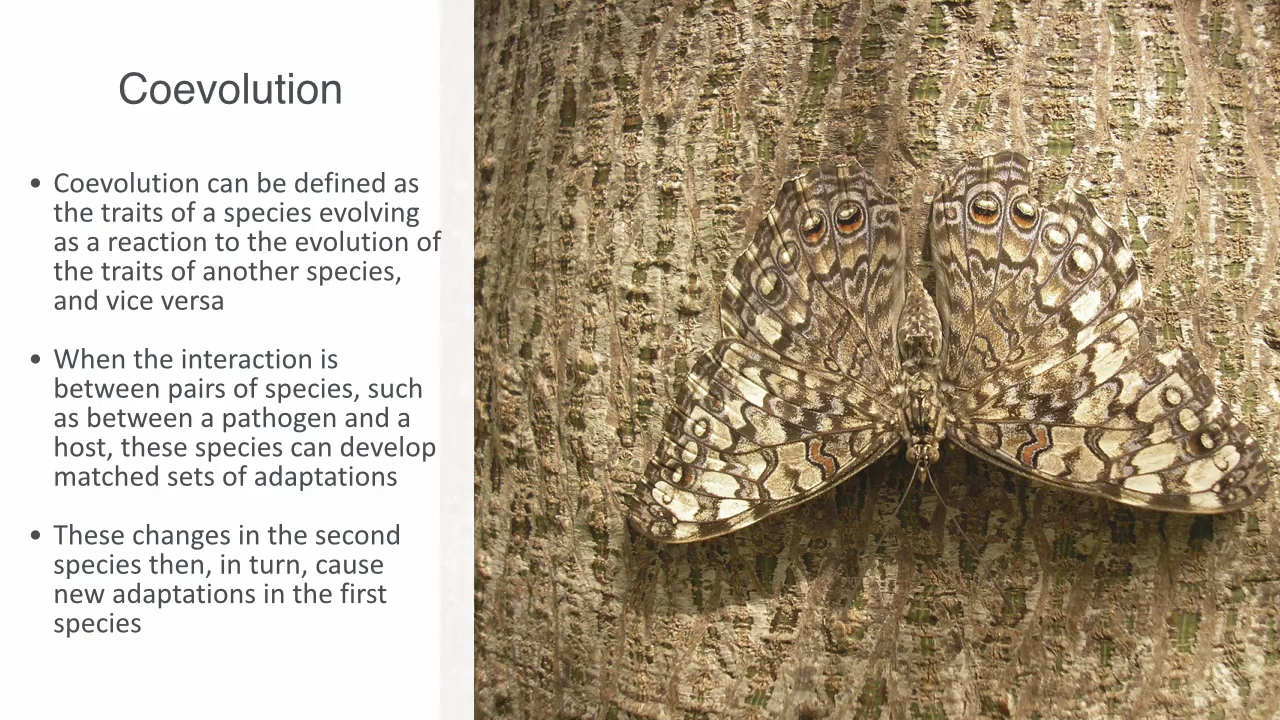 Coevolution
• Coevolution can be defined as
the traits of a species evolving
as a reaction to the evolution of
the traits of another species,
and vice versa
• When the interaction is
between pairs of species, such
as between a pathogen and a
host, these species can develop
matched sets of adaptations
• These changes in the second
species then, in turn, cause
new adaptations in the first
species